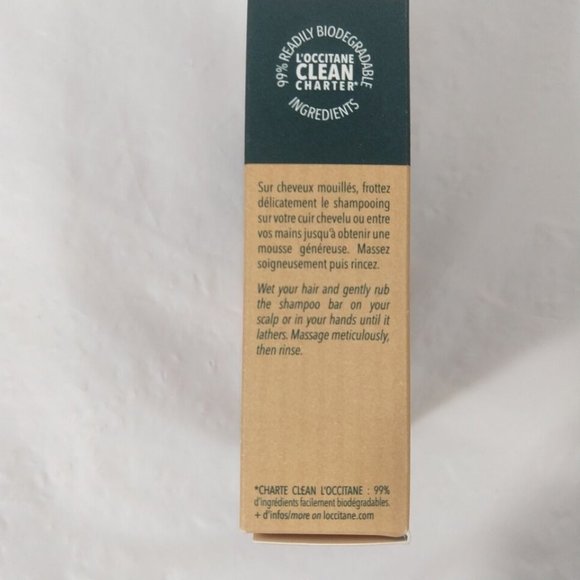 99% READILY BIODEGRADABLE
L'OCCITANE
CLEAN
CHARTER*
INGREDIENTS
Sur cheveux mouillés, frottez
délicatement le shampooing
sur votre cuir chevelu ou entre
vos mains jusqu'à obtenir une
mousse généreuse. Massez
soigneusement puis rincez.
Wet your hair and gently rub
the shampoo bar on your
scalp or in your hands until it
lathers. Massage meticulously,
then rinse.
*CHARTE CLEAN L'OCCITANE : 99%
d'ingrédients facilement biodégradables.
+ d'infos/more on loccitane.com